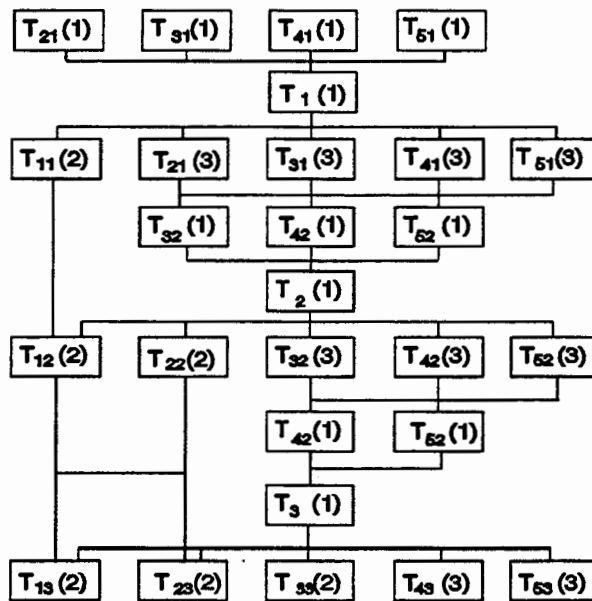 T₂₁(1) T₃₁(1) T₄₁(1) T₅₁(1)
T₁(1)
T₁₁(2) T₂₁(3) T₃₁(3) T₄₁(3) T₅₁(3)
T₃₂(1) T₄₂(1) T₅₂(1)
T₂(1)
T₁₂(2) T₂₂(2) T₃₂(3) T₄₂(3) T₅₂(3)
T₄₂(1) T₅₂(1)
T₃(1)
T₁₃(2) T₂₃(2) T₃₃(2) T₄₃(3) T₅₃(3)